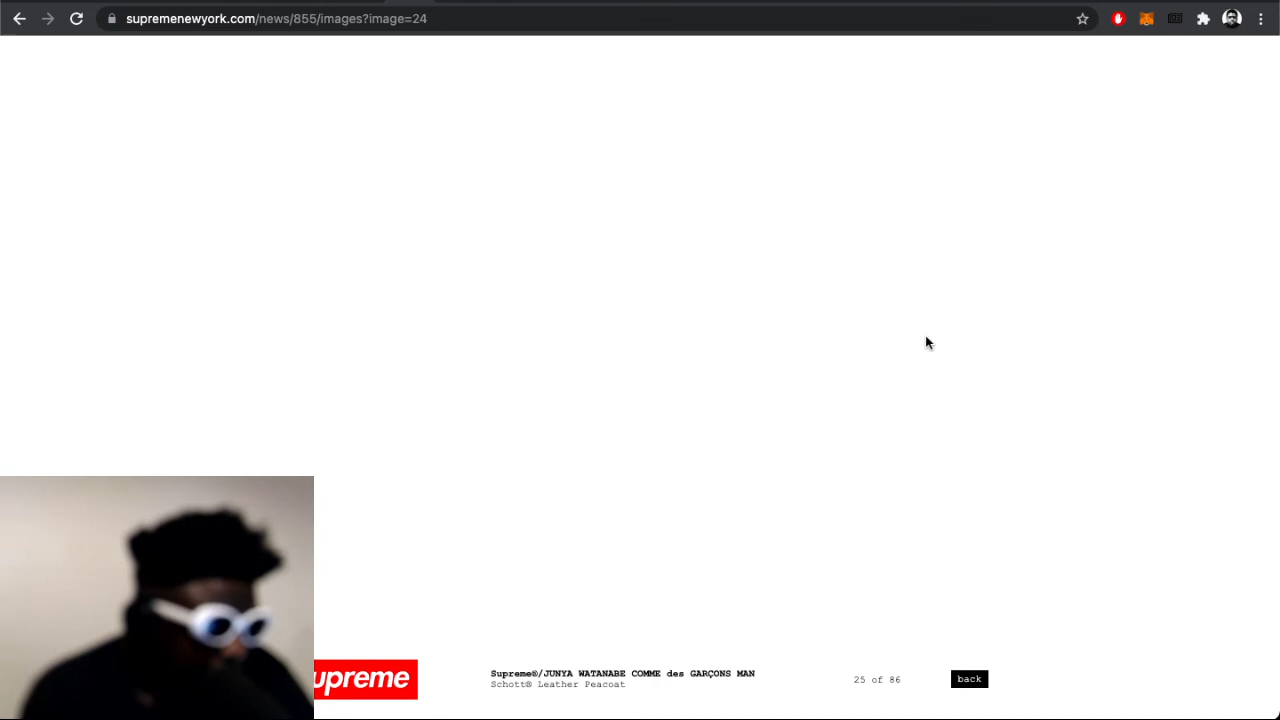 supremenewyork.com/news/855/images?image=24
upreme
Supreme®/JUNYA WATANABE COMME des GARÇONS MAN
Schott® Leather Peacoat
25 of 86
back